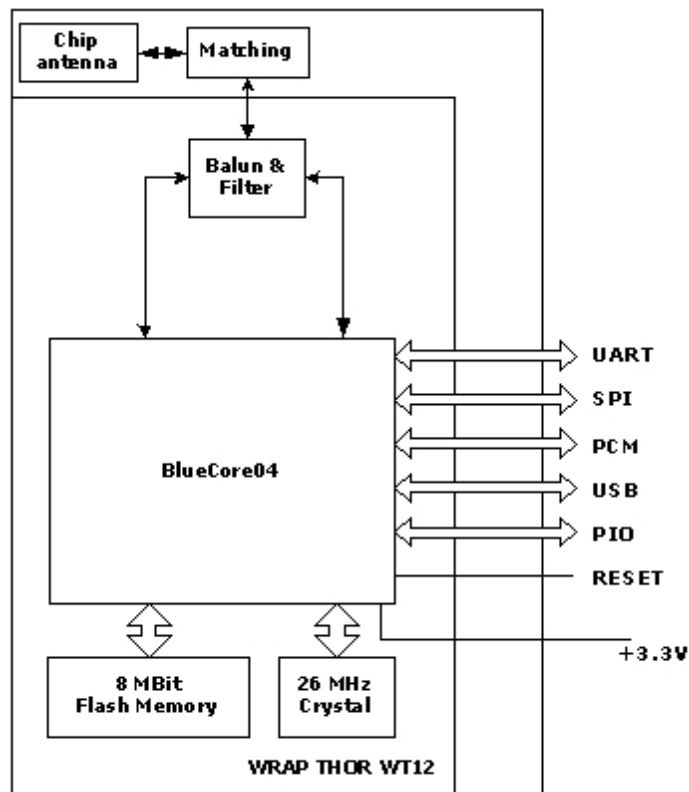 Chip
antenna
Matching
Balun &
Filter
BlueCore04
UART
SPI
PCM
USB
PIO
RESET
+3.3V
8 MBit
Flash Memory
26 MHz
Crystal
WRAP THOR WT12